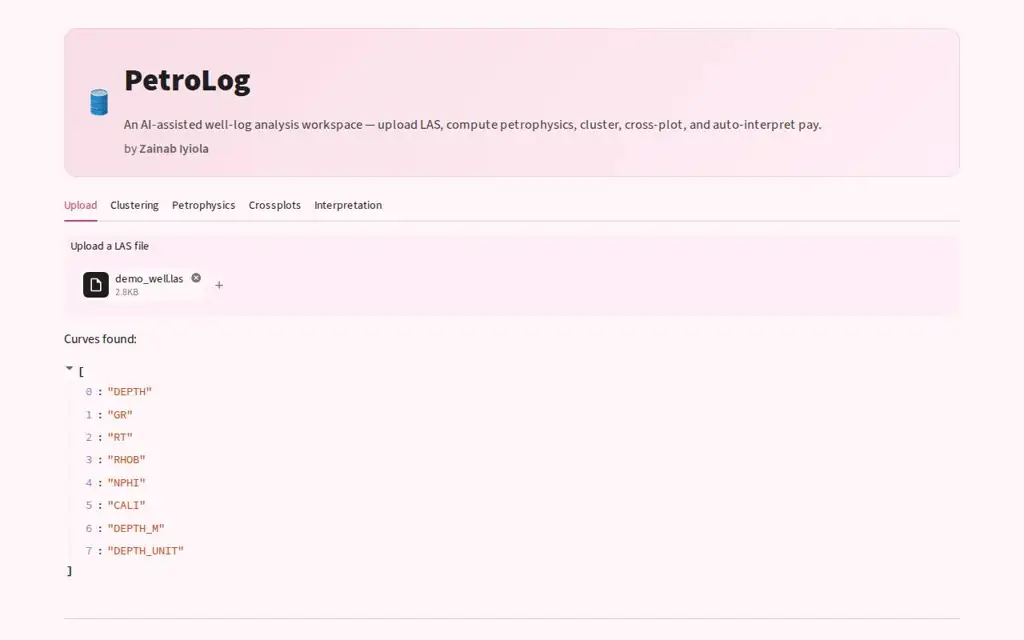 PetroLog
An AI-assisted well-log analysis workspace — upload LAS, compute petrophysics, cluster, cross-plot, and auto-interpret pay.
by Zainab Iyiola
Upload Clustering Petrophysics Crossplots Interpretation
Upload a LAS file
demo_well.las
2.8KB
+
Curves found:
[
0 : "DEPTH"
1 : "GR"
2 : "RT"
3 : "RHOB"
4 : "NPHI"
5 : "CALI"
6 : "DEPTH_M"
7 : "DEPTH_UNIT"
]